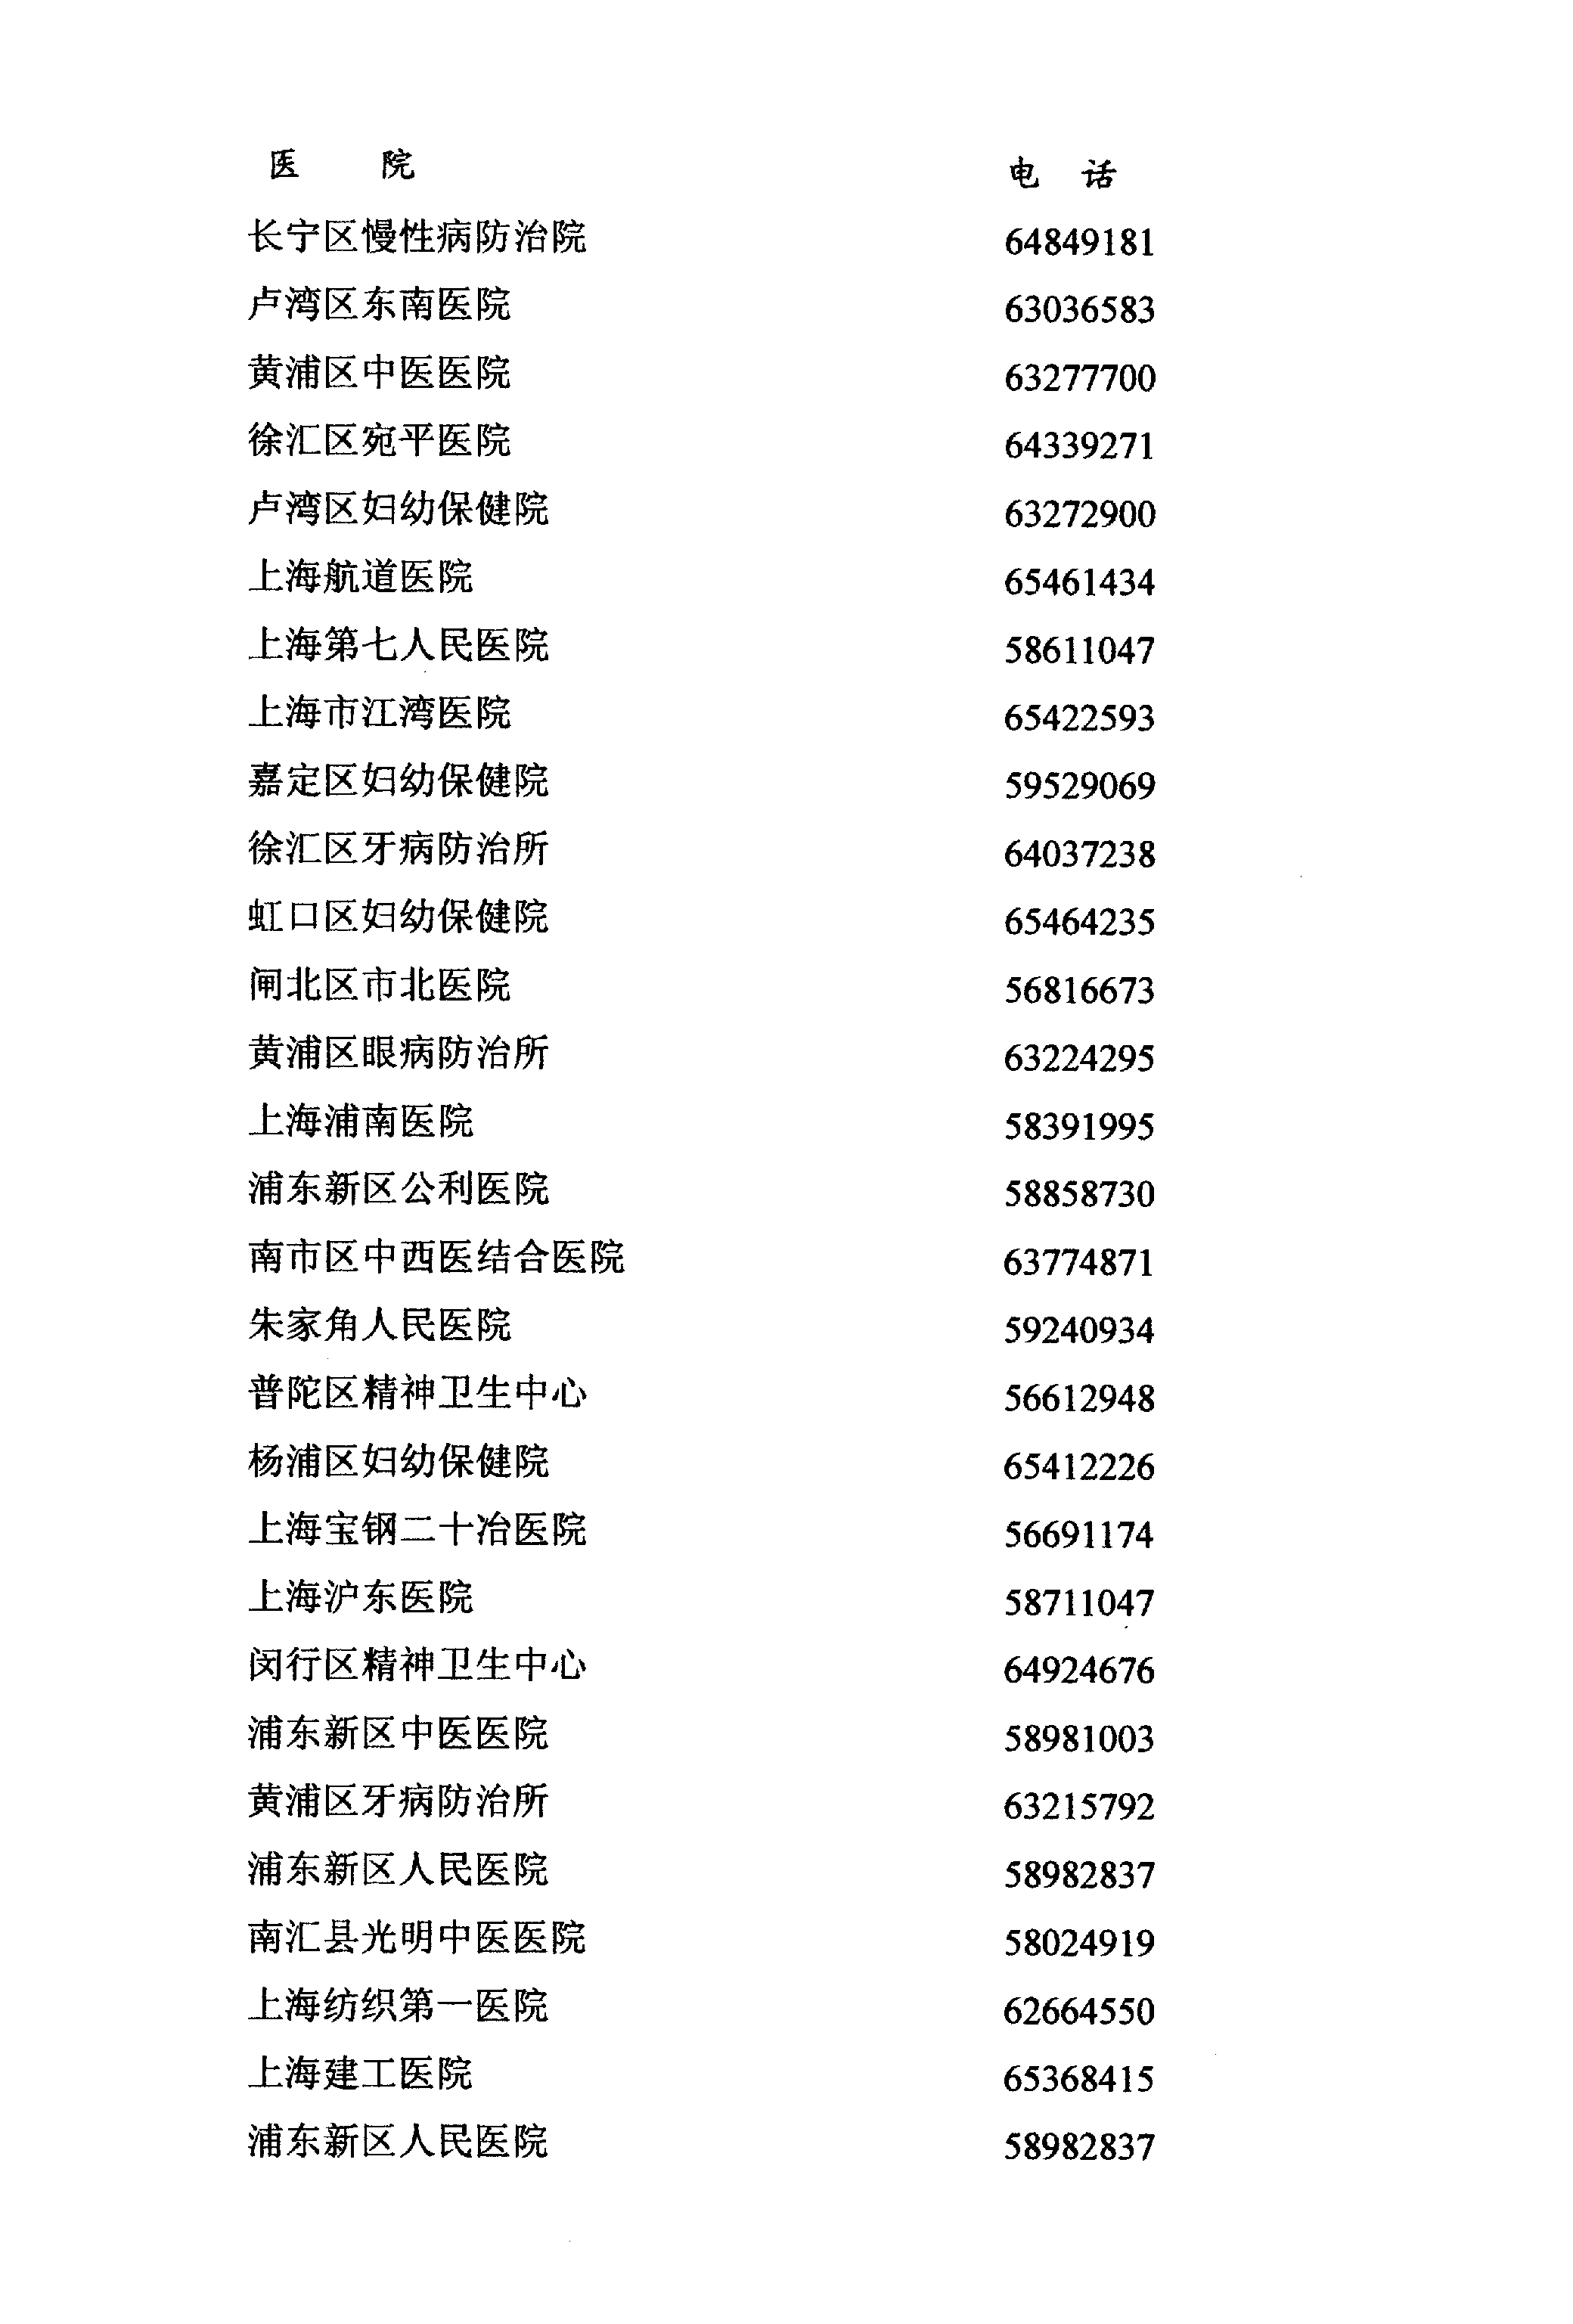 医 院 电 话
长宁区慢性病防治院 64849181
卢湾区东南医院 63036583
黄浦区中医医院 63277700
徐汇区宛平医院 64339271
卢湾区妇幼保健院 63272900
上海航道医院 65461434
上海第七人民医院 58611047
上海市江湾医院 65422593
嘉定区妇幼保健院 59529069
徐汇区牙病防治所 64037238
虹口区妇幼保健院 65464235
闸北区市北医院 56816673
黄浦区眼病防治所 63224295
上海浦南医院 58391995
浦东新区公利医院 58858730
南市区中西医结合医院 63774871
朱家角人民医院 59240934
普陀区精神卫生中心 56612948
杨浦区妇幼保健院 65412226
上海宝钢二十冶医院 56691174
上海沪东医院 58711047
闵行区精神卫生中心 64924676
浦东新区中医医院 58981003
黄浦区牙病防治所 63215792
浦东新区人民医院 58982837
南汇县光明中医医院 58024919
上海纺织第一医院 62664550
上海建工医院 65368415
浦东新区人民医院 58982837